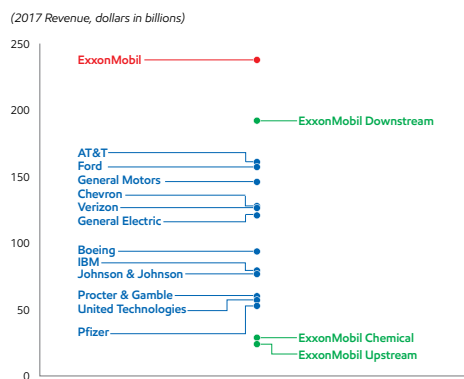 (2017 Revenue, dollars in billions)
250
ExxonMobil
200
ExxonMobil Downstream
AT&T
Ford
150
General Motors
Chevron
Verizon
General Electric
100
Boeing
IBM
Johnson & Johnson
Procter & Gamble
50
United Technologies
Pfizer
ExxonMobil Chemical
ExxonMobil Upstream
0